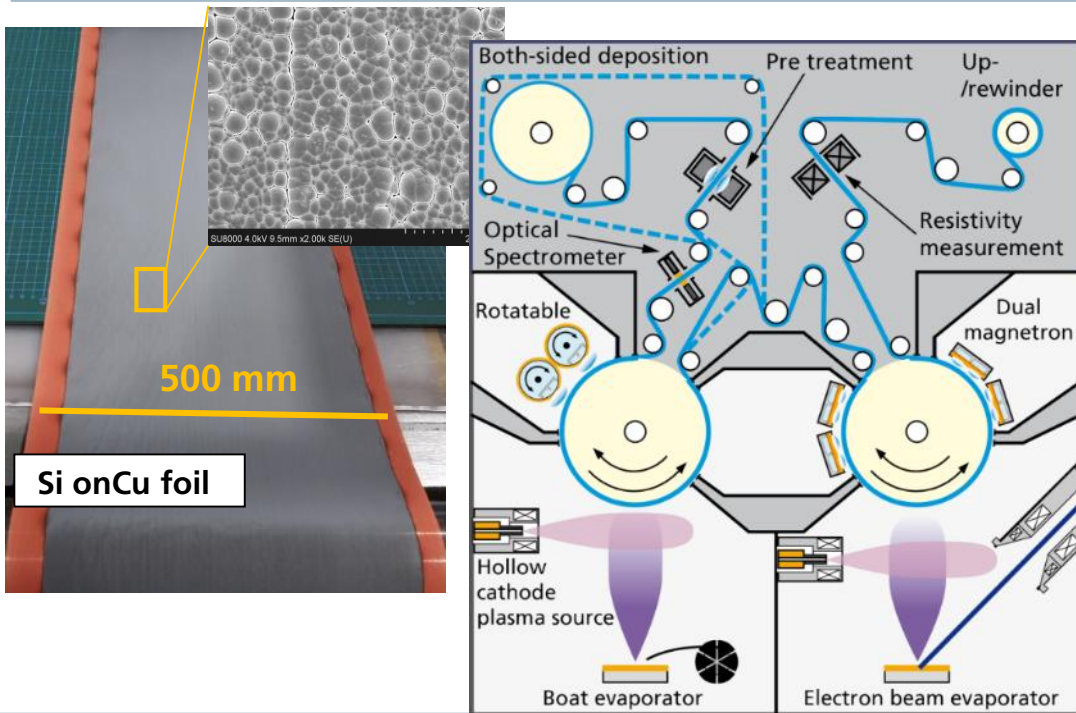 SU8000 4.0kV 9.5mm x2.00k SE(U)
500 mm
Si onCu foil
Both-sided deposition
Pre treatment
Up-
/rewinder
Optical
Spectrometer
Resistivity
measurement
Rotatable
Dual
magnetron
Hollow
cathode
plasma source
Boat evaporator
Electron beam evaporator